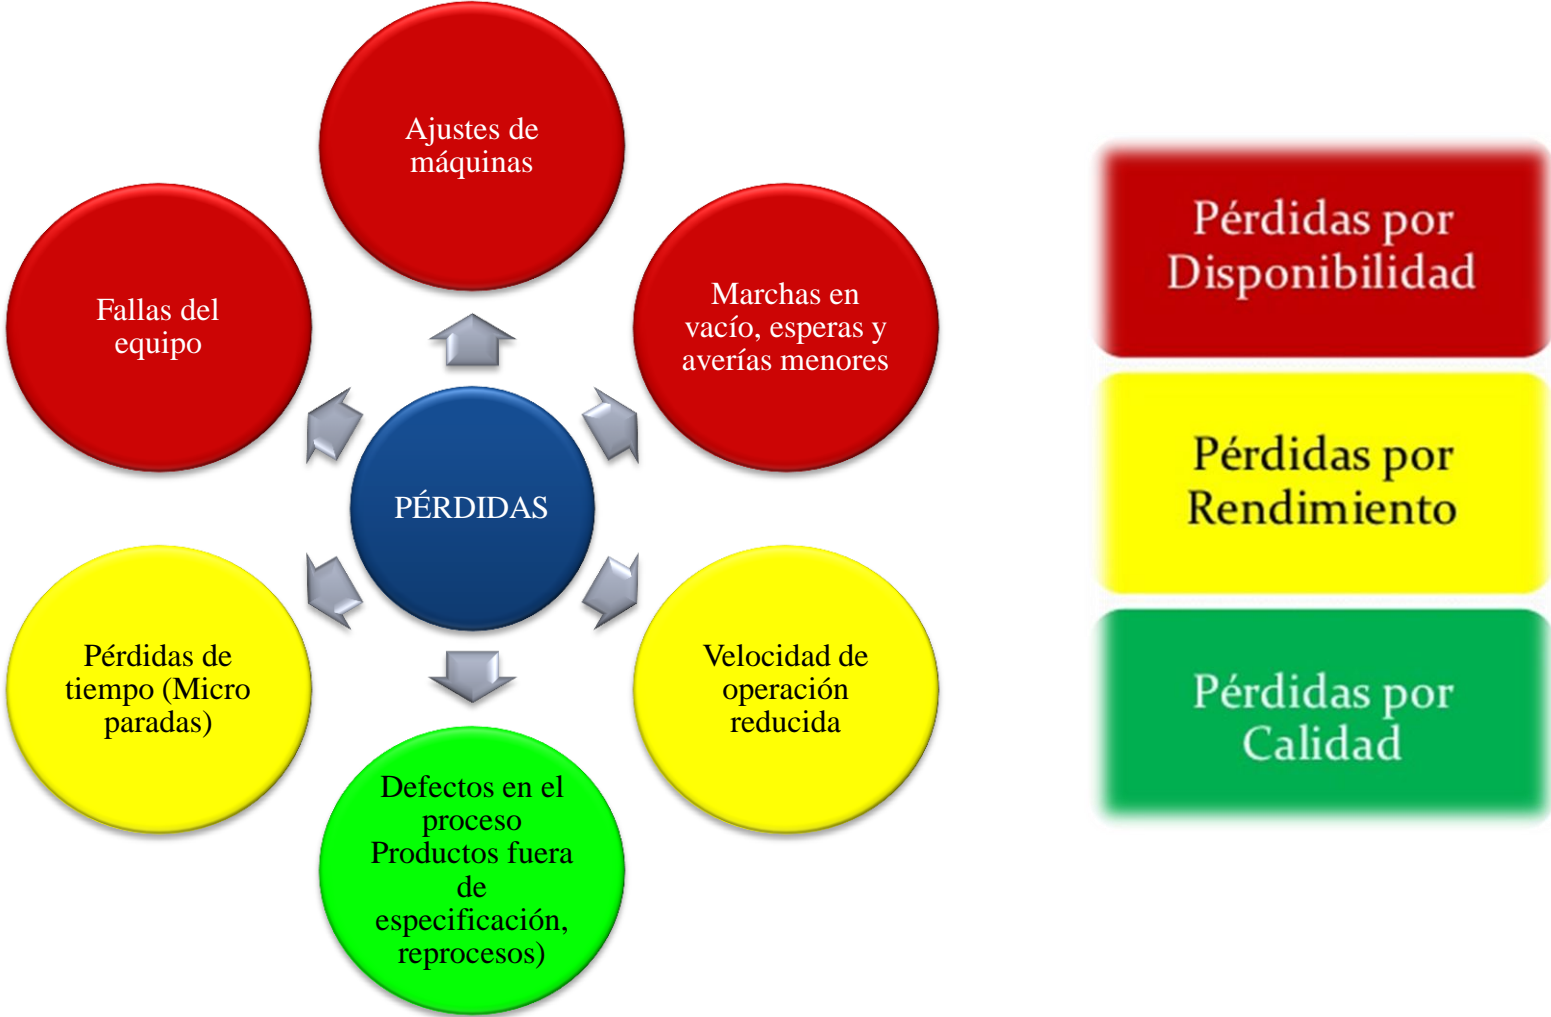 Ajustes de
máquinas
Marchas en
vacío, esperas y
averías menores
Velocidad de
operación
reducida
Defectos en el
proceso
Productos fuera
de
especificación,
reprocesos)
Pérdidas de
tiempo (Micro
paradas)
Fallas del
equipo
PÉRDIDAS
Pérdidas por
Disponibilidad
Pérdidas por
Rendimiento
Pérdidas por
Calidad